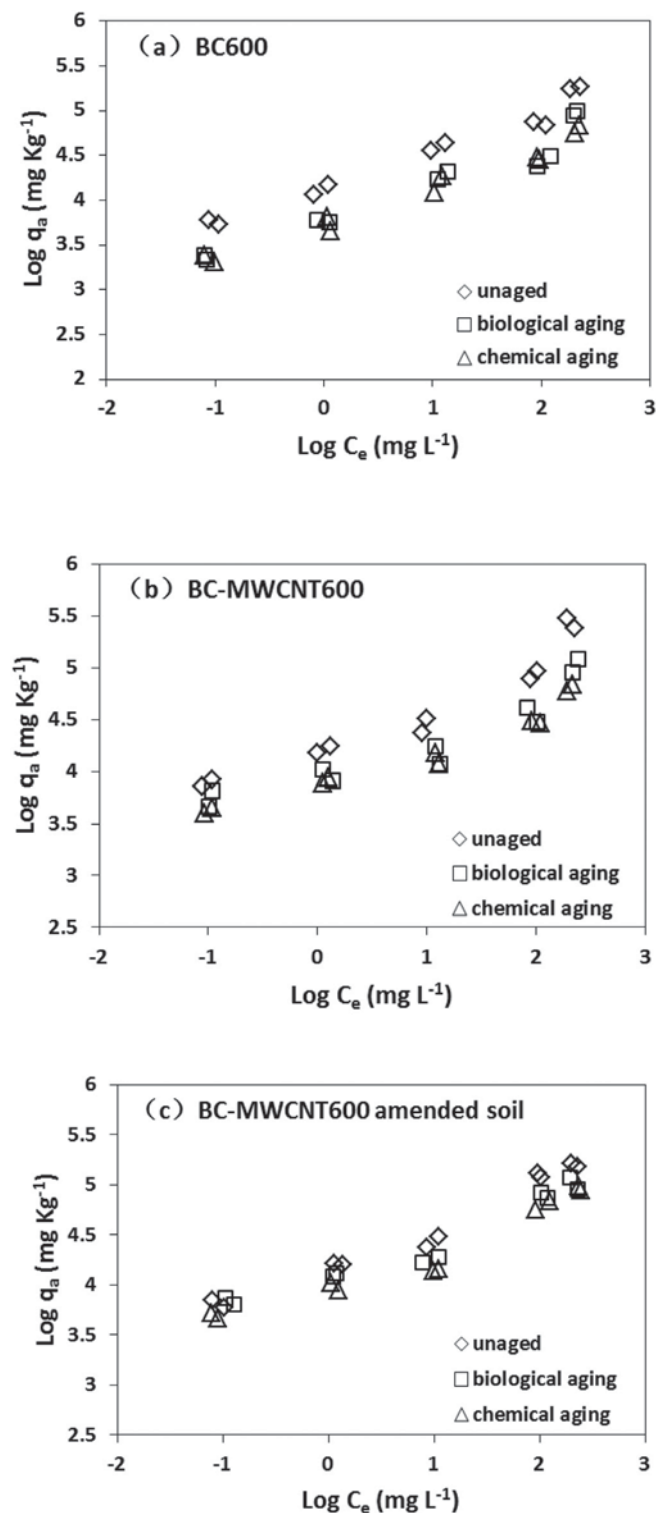 (a) BC600
6
5.5
5
4.5
4
3.5
3
2.5
2
Log qa (mg Kg-1)
unaged
biological aging
chemical aging
-2 -1 0 1 2 3
Log Ce (mg L-1)
(b) BC-MWCNT600
6
5.5
5
4.5
4
3.5
3
2.5
Log qa (mg Kg-1)
unaged
biological aging
chemical aging
-2 -1 0 1 2 3
Log Ce (mg L-1)
(c) BC-MWCNT600 amended soil
6
5.5
5
4.5
4
3.5
3
2.5
Log qa (mg Kg-1)
unaged
biological aging
chemical aging
-2 -1 0 1 2 3
Log Ce (mg L-1)